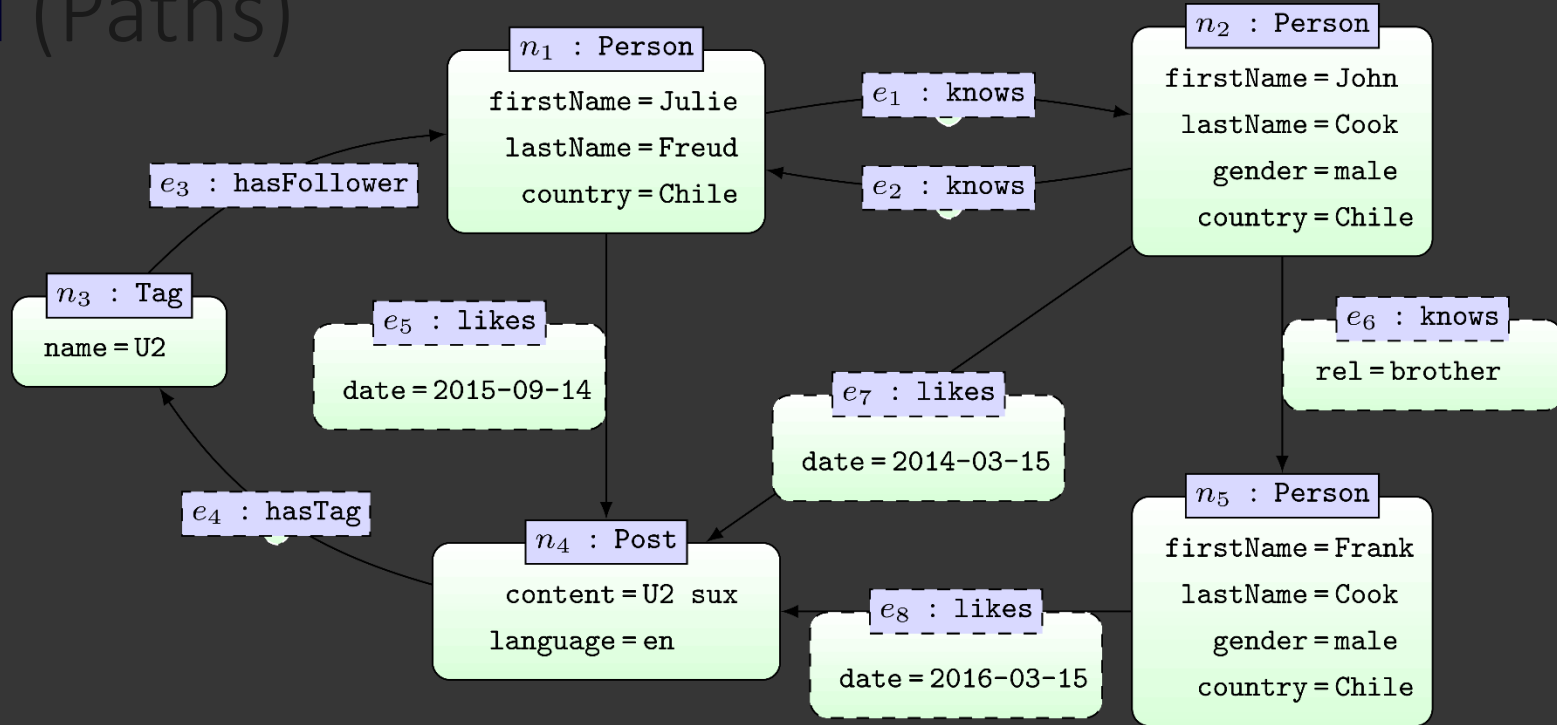 (Paths)
n₁ : Person
firstName = Julie
lastName = Freud
country = Chile
e₁ : knows
e₂ : knows
n₂ : Person
firstName = John
lastName = Cook
gender = male
country = Chile
e₃ : hasFollower
n₃ : Tag
name = U2
e₅ : likes
date = 2015-09-14
e₇ : likes
date = 2014-03-15
e₆ : knows
rel = brother
e₄ : hasTag
n₄ : Post
content = U2 sux
language = en
e₈ : likes
date = 2016-03-15
n₅ : Person
firstName = Frank
lastName = Cook
gender = male
country = Chile